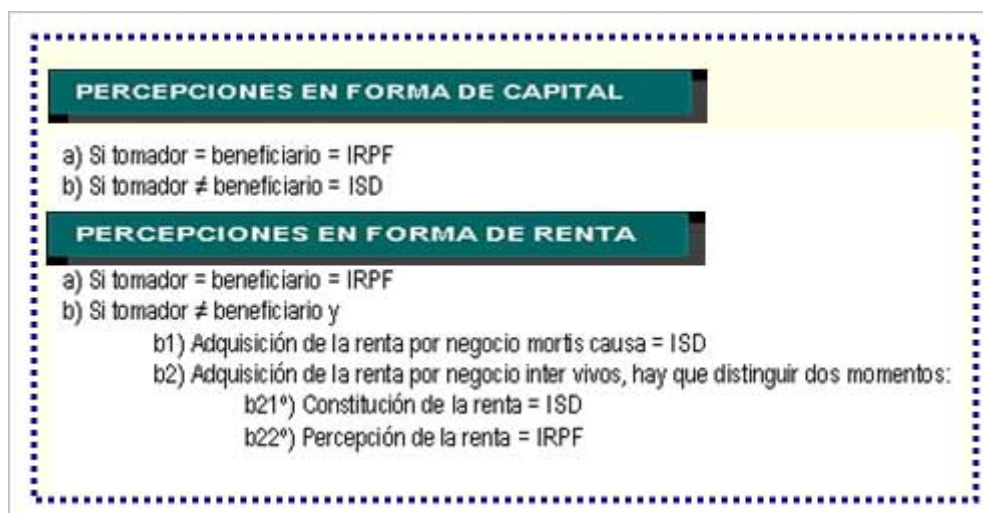 PERCEPCIONES EN FORMA DE CAPITAL
a) Si tomador = beneficiario = IRPF
b) Si tomador ≠ beneficiario = ISD
PERCEPCIONES EN FORMA DE RENTA
a) Si tomador = beneficiario = IRPF
b) Si tomador ≠ beneficiario y
b1) Adquisición de la renta por negocio mortis causa = ISD
b2) Adquisición de la renta por negocio inter vivos, hay que distinguir dos momentos:
b21º) Constitución de la renta = ISD
b22º) Percepción de la renta = IRPF